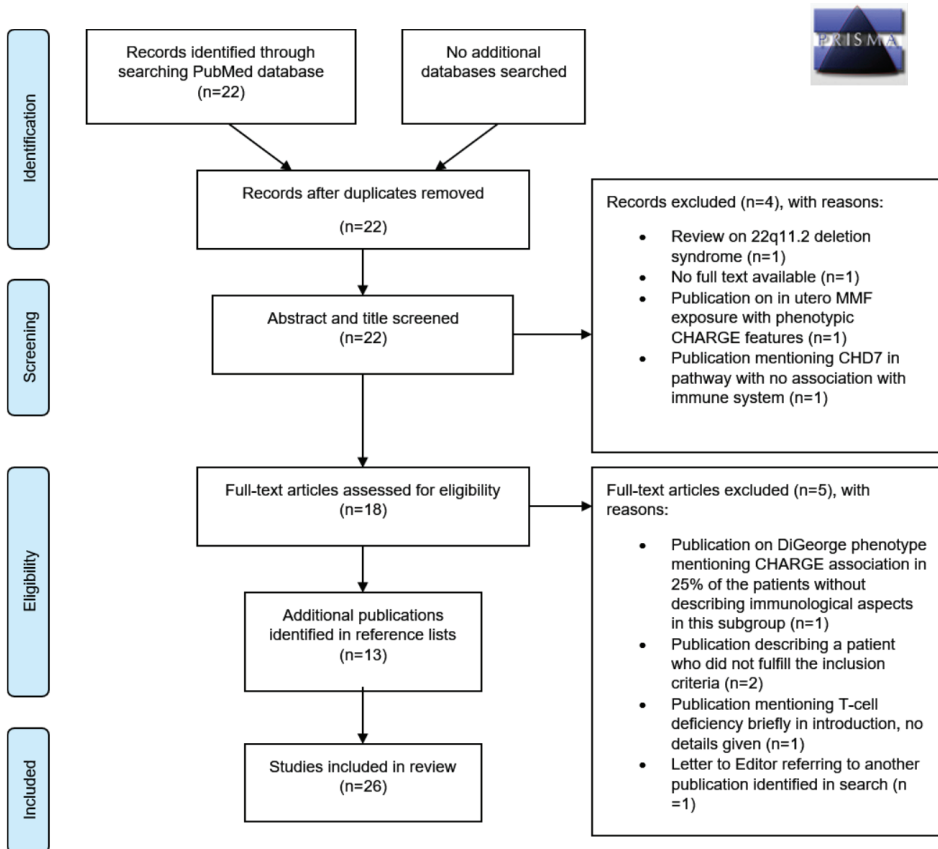 PRISMA
Identification
Records identified through
searching PubMed database
(n=22)
No additional
databases searched
Records after duplicates removed
(n=22)
Screening
Abstract and title screened
(n=22)
Records excluded (n=4), with reasons:
• Review on 22q11.2 deletion
syndrome (n=1)
• No full text available (n=1)
• Publication on in utero MMF
exposure with phenotypic
CHARGE features (n=1)
• Publication mentioning CHD7 in
pathway with no association with
immune system (n=1)
Eligibility
Full-text articles assessed for eligibility
(n=18)
Additional publications
identified in reference lists
(n=13)
Full-text articles excluded (n=5), with
reasons:
• Publication on DiGeorge phenotype
mentioning CHARGE association in
25% of the patients without
describing immunological aspects
in this subgroup (n=1)
• Publication describing a patient
who did not fulfill the inclusion
criteria (n=2)
• Publication mentioning T-cell
deficiency briefly in introduction, no
details given (n=1)
• Letter to Editor referring to another
publication identified in search (n
=1)
Included
Studies included in review
(n=26)